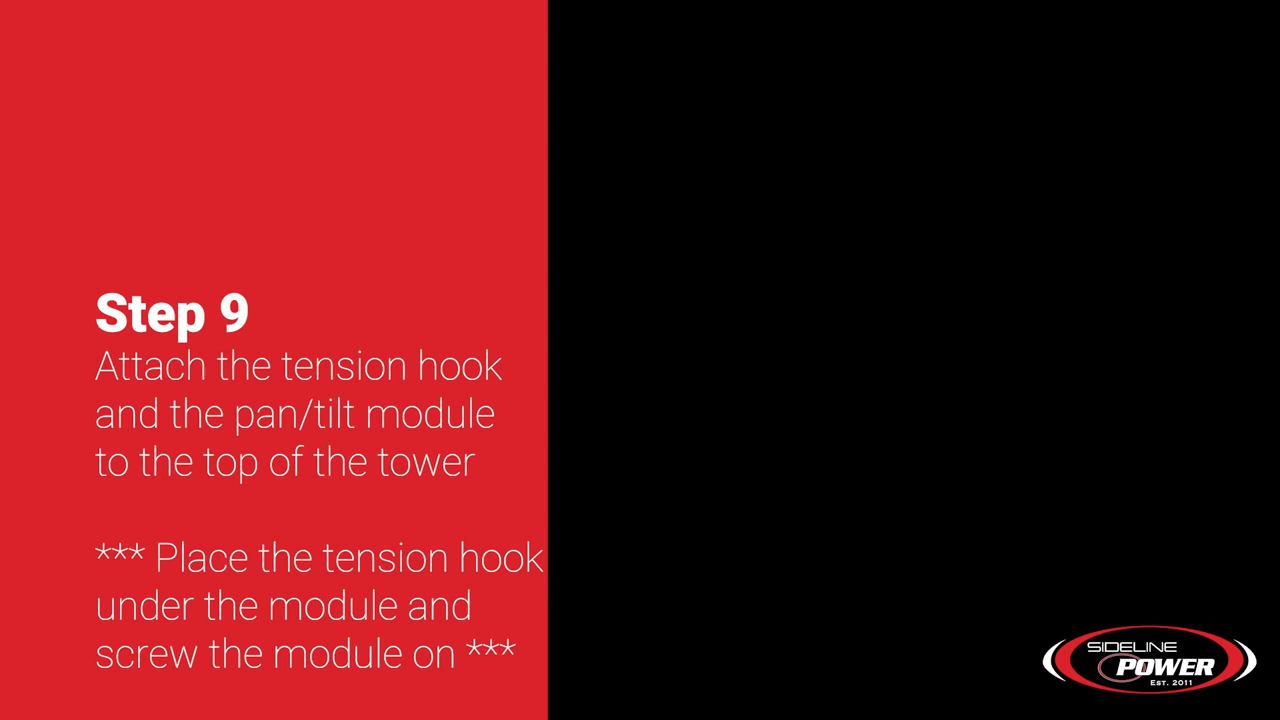 Step 9
Attach the tension hook
and the pan/tilt module
to the top of the tower
*** Place the tension hook
under the module and
screw the module on ***
SIDELINE
POWER
EST. 2011